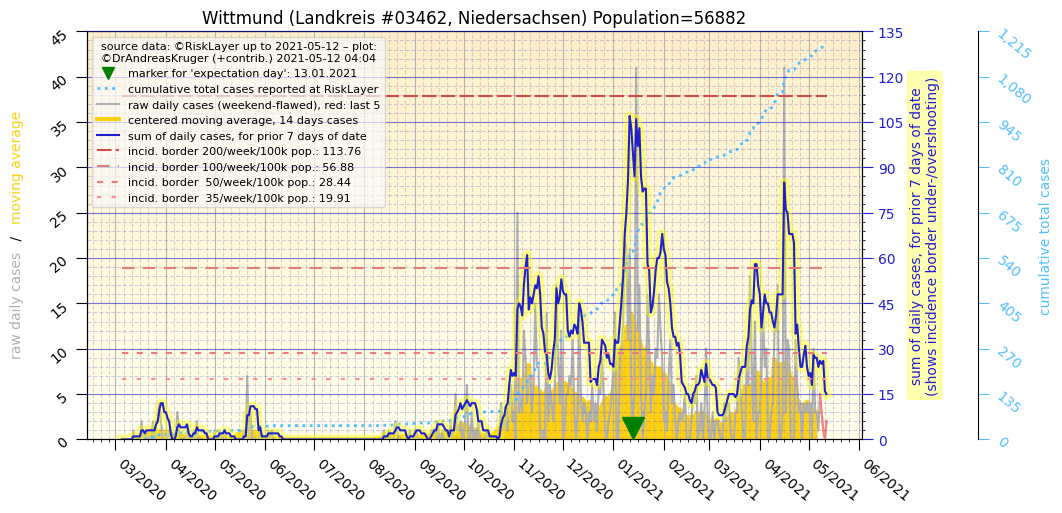 Wittmund (Landkreis #03462, Niedersachsen) Population=56882
source data: ©RiskLayer up to 2021-05-12 – plot:
©DrAndreasKruger (+contrib.) 2021-05-12 04:04
marker for 'expectation day': 13.01.2021
cumulative total cases reported at RiskLayer
raw daily cases (weekend-flawed), red: last 5
centered moving average, 14 days cases
sum of daily cases, for prior 7 days of date
incid. border 200/week/100k pop.: 113.76
incid. border 100/week/100k pop.: 56.88
incid. border  50/week/100k pop.: 28.44
incid. border  35/week/100k pop.: 19.91
raw daily cases  /  moving average
45
40
35
30
25
20
15
10
5
0
03/2020
04/2020
05/2020
06/2020
07/2020
08/2020
09/2020
10/2020
11/2020
12/2020
01/2021
02/2021
03/2021
04/2021
05/2021
06/2021
135
120
105
90
75
60
45
30
15
0
sum of daily cases, for prior 7 days of date
(shows incidence border under-/overshooting)
1,215
1,080
945
810
675
540
405
270
135
0
cumulative total cases